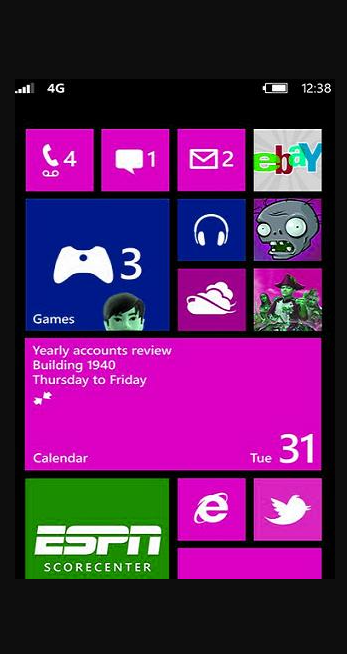 4G
12:38
4
1
2
ebay
3
Games
Yearly accounts review
Building 1940
Thursday to Friday
Calendar
Tue 31
ESPN
SCORECENTER